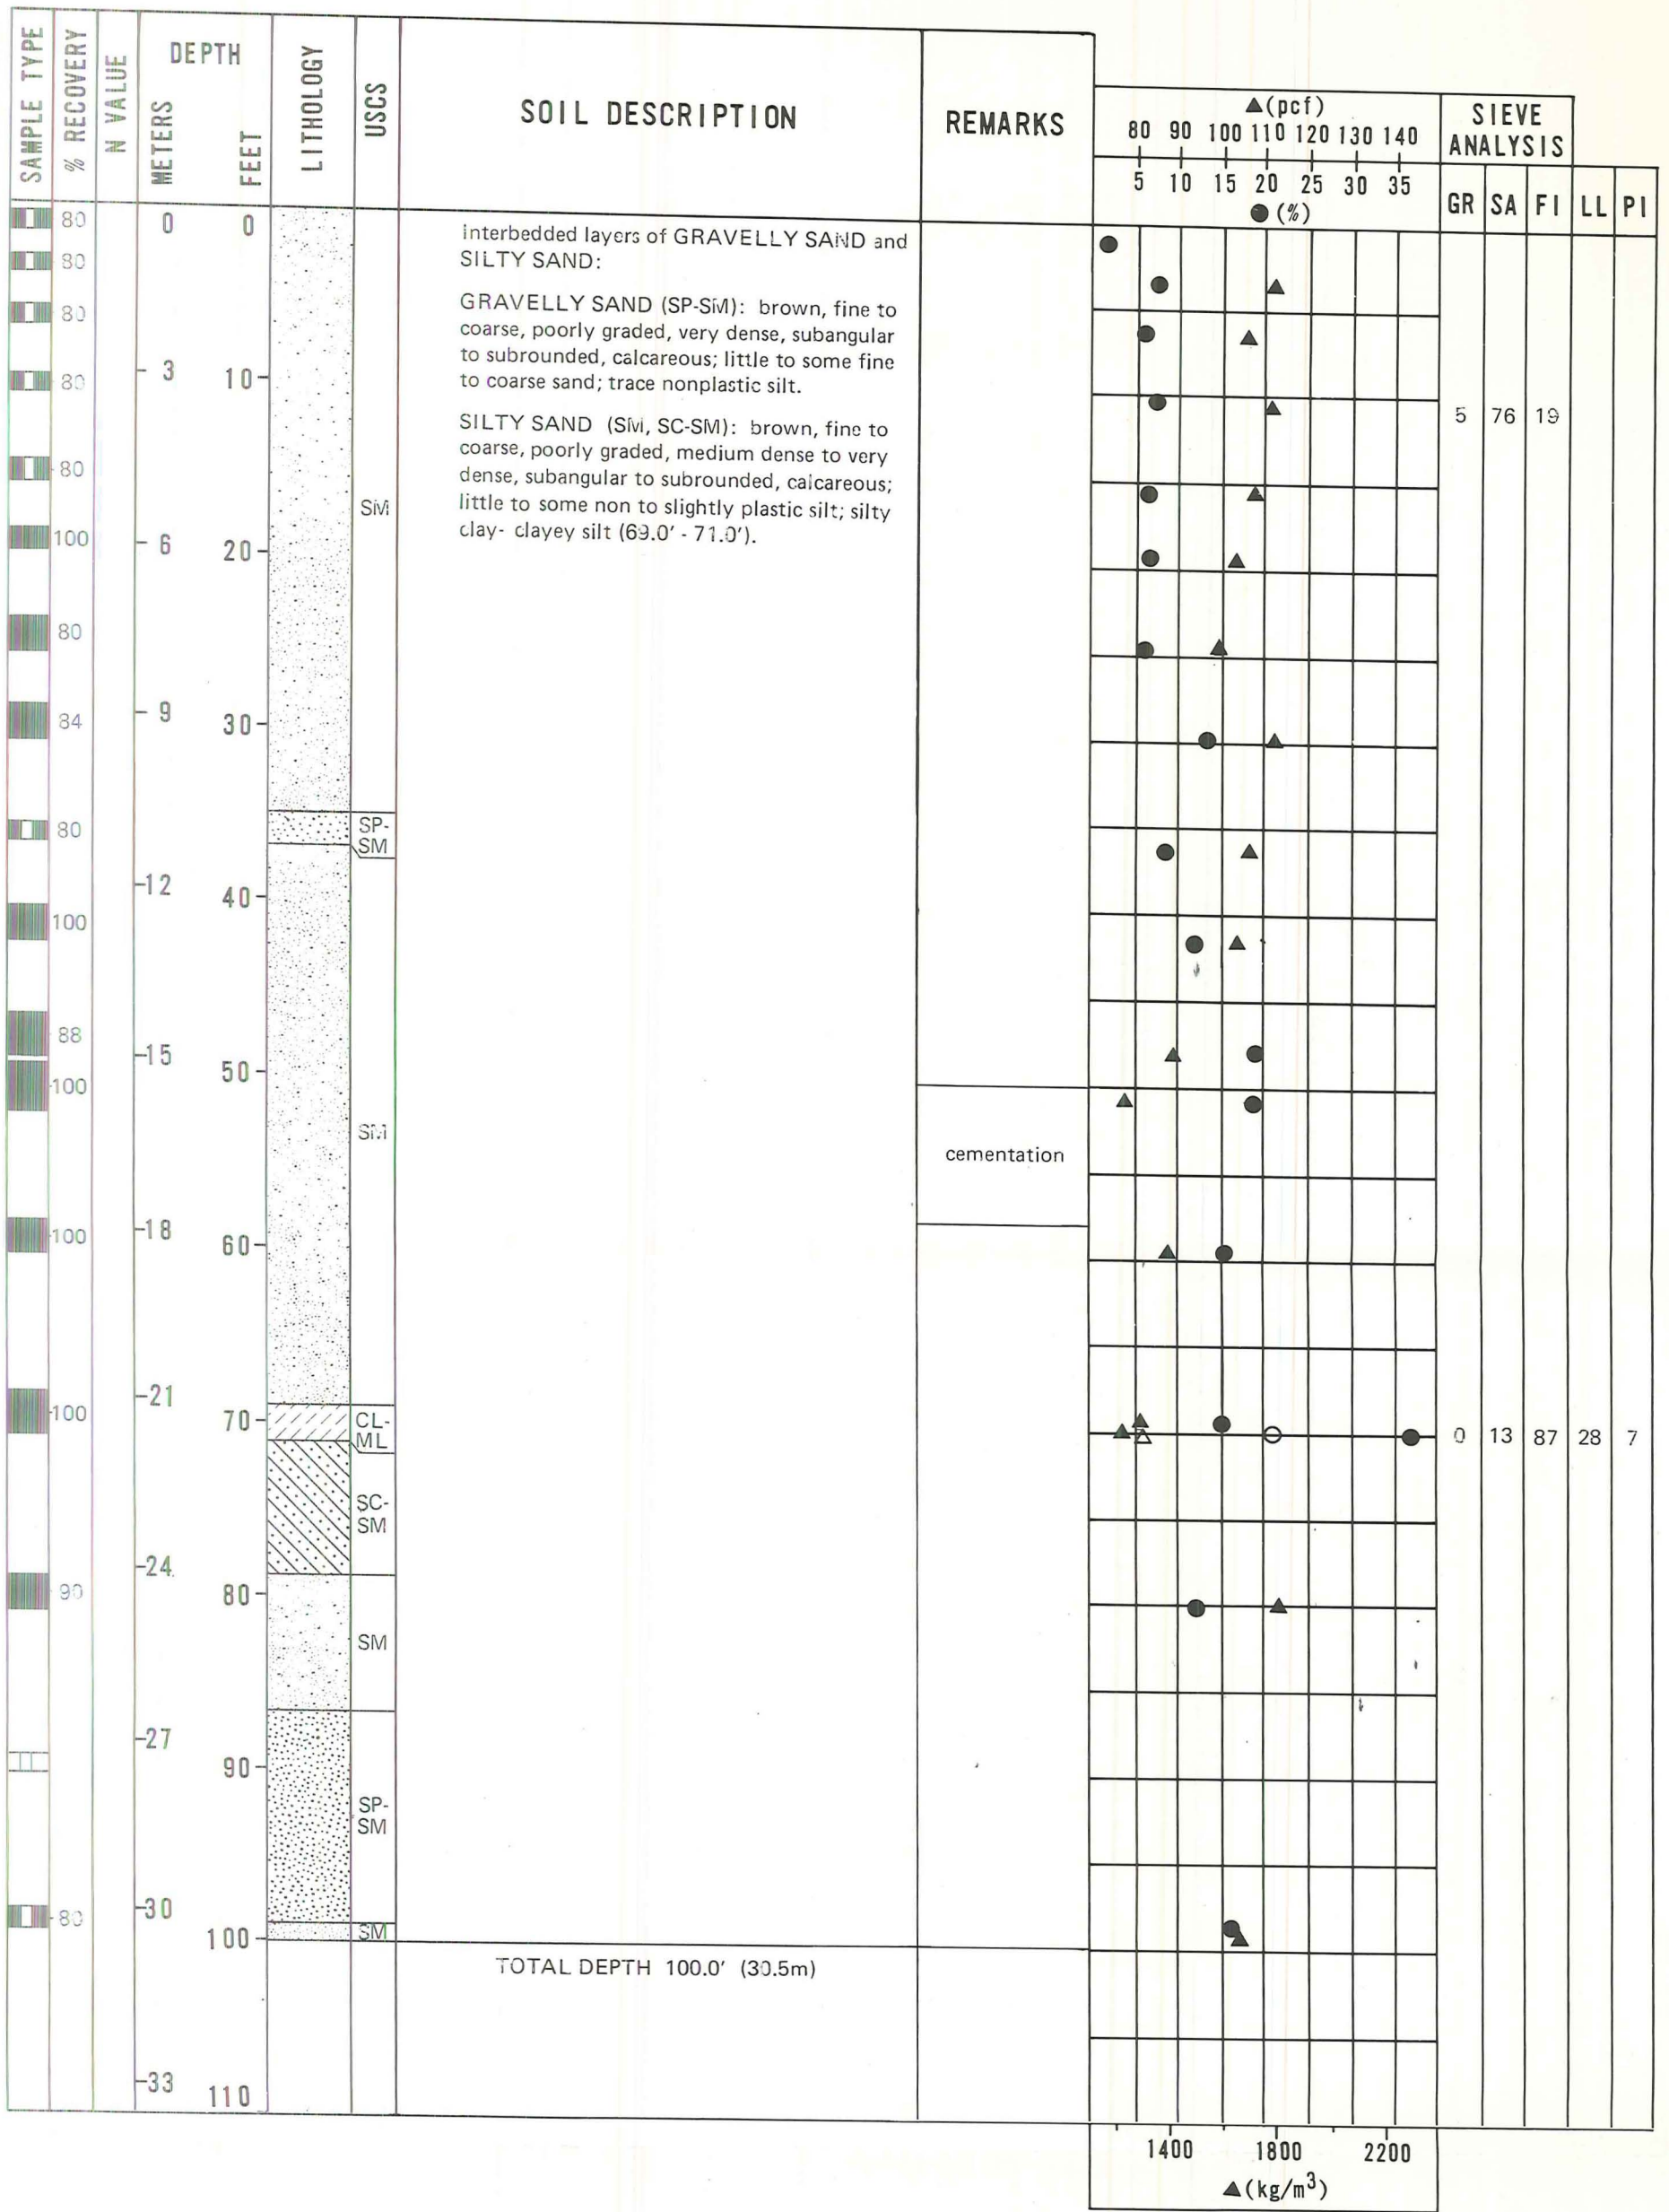 SAMPLE TYPE
% RECOVERY
N VALUE
DEPTH
METERS
FEET
LITHOLOGY
USCS
SOIL DESCRIPTION
REMARKS
▲(pcf)
80 90 100 110 120 130 140
5 10 15 20 25 30 35
●(%)
SIEVE
ANALYSIS
GR SA FI LL PI
80 0 0
80
80
80 3 10
80
100 6 20
80
84 9 30
80
12 40
100
88
15 50
100
100 18 60
21 70
100
24 80
90
27 90
80 30 100
33 110
SM
SP-
SM
SM
CL-
ML
SC-
SM
SM
SP-
SM
SM
interbedded layers of GRAVELLY SAND and
SILTY SAND:
GRAVELLY SAND (SP-SM): brown, fine to
coarse, poorly graded, very dense, subangular
to subrounded, calcareous; little to some fine
to coarse sand; trace nonplastic silt.
SILTY SAND (SM, SC-SM): brown, fine to
coarse, poorly graded, medium dense to very
dense, subangular to subrounded, calcareous;
little to some non to slightly plastic silt; silty
clay- clayey silt (69.0' - 71.0').
TOTAL DEPTH 100.0' (30.5m)
cementation
5 76 19
0 13 87 28 7
1400 1800 2200
▲(kg/m³)